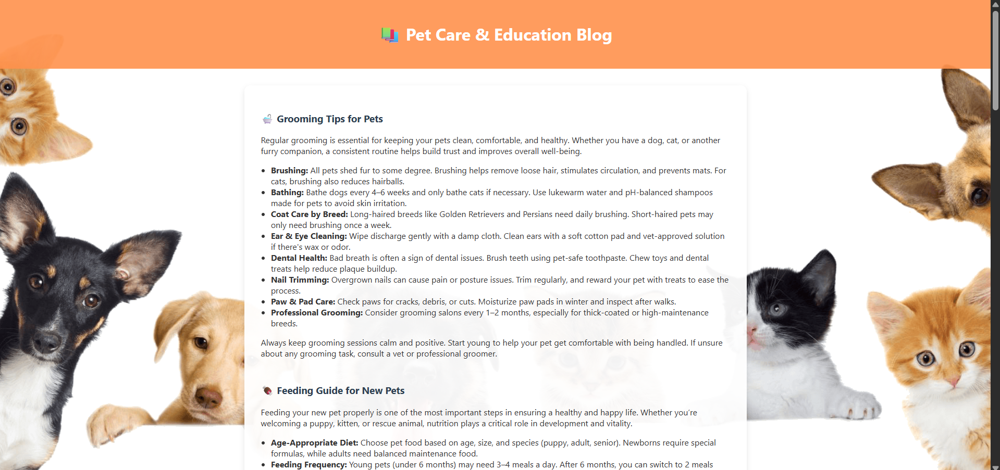 📚 Pet Care & Education Blog
🛁 Grooming Tips for Pets
Regular grooming is essential for keeping your pets clean, comfortable, and healthy. Whether you have a dog, cat, or another
furry companion, a consistent routine helps build trust and improves overall well-being.
• Brushing: All pets shed fur to some degree. Brushing helps remove loose hair, stimulates circulation, and prevents mats. For
cats, brushing also reduces hairballs.
• Bathing: Bathe dogs every 4–6 weeks and only bathe cats if necessary. Use lukewarm water and pH-balanced shampoos
made for pets to avoid skin irritation.
• Coat Care by Breed: Long-haired breeds like Golden Retrievers and Persians need daily brushing. Short-haired pets may
only need brushing once a week.
• Ear & Eye Cleaning: Wipe discharge gently with a damp cloth. Clean ears with a soft cotton pad and vet-approved solution
if there's wax or odor.
• Dental Health: Bad breath is often a sign of dental issues. Brush teeth using pet-safe toothpaste. Chew toys and dental
treats help reduce plaque buildup.
• Nail Trimming: Overgrown nails can cause pain or posture issues. Trim regularly, and reward your pet with treats to ease the
process.
• Paw & Pad Care: Check paws for cracks, debris, or cuts. Moisturize paw pads in winter and inspect after walks.
• Professional Grooming: Consider grooming salons every 1–2 months, especially for thick-coated or high-maintenance
breeds.
Always keep grooming sessions calm and positive. Start young to help your pet get comfortable with being handled. If unsure
about any grooming task, consult a vet or professional groomer.
🍖 Feeding Guide for New Pets
Feeding your new pet properly is one of the most important steps in ensuring a healthy and happy life. Whether you’re
welcoming a puppy, kitten, or rescue animal, nutrition plays a critical role in development and vitality.
• Age-Appropriate Diet: Choose pet food based on age, size, and species (puppy, adult, senior). Newborns require special
formulas, while adults need balanced maintenance food.
• Feeding Frequency: Young pets (under 6 months) may need 3–4 meals a day. After 6 months, you can switch to 2 meals